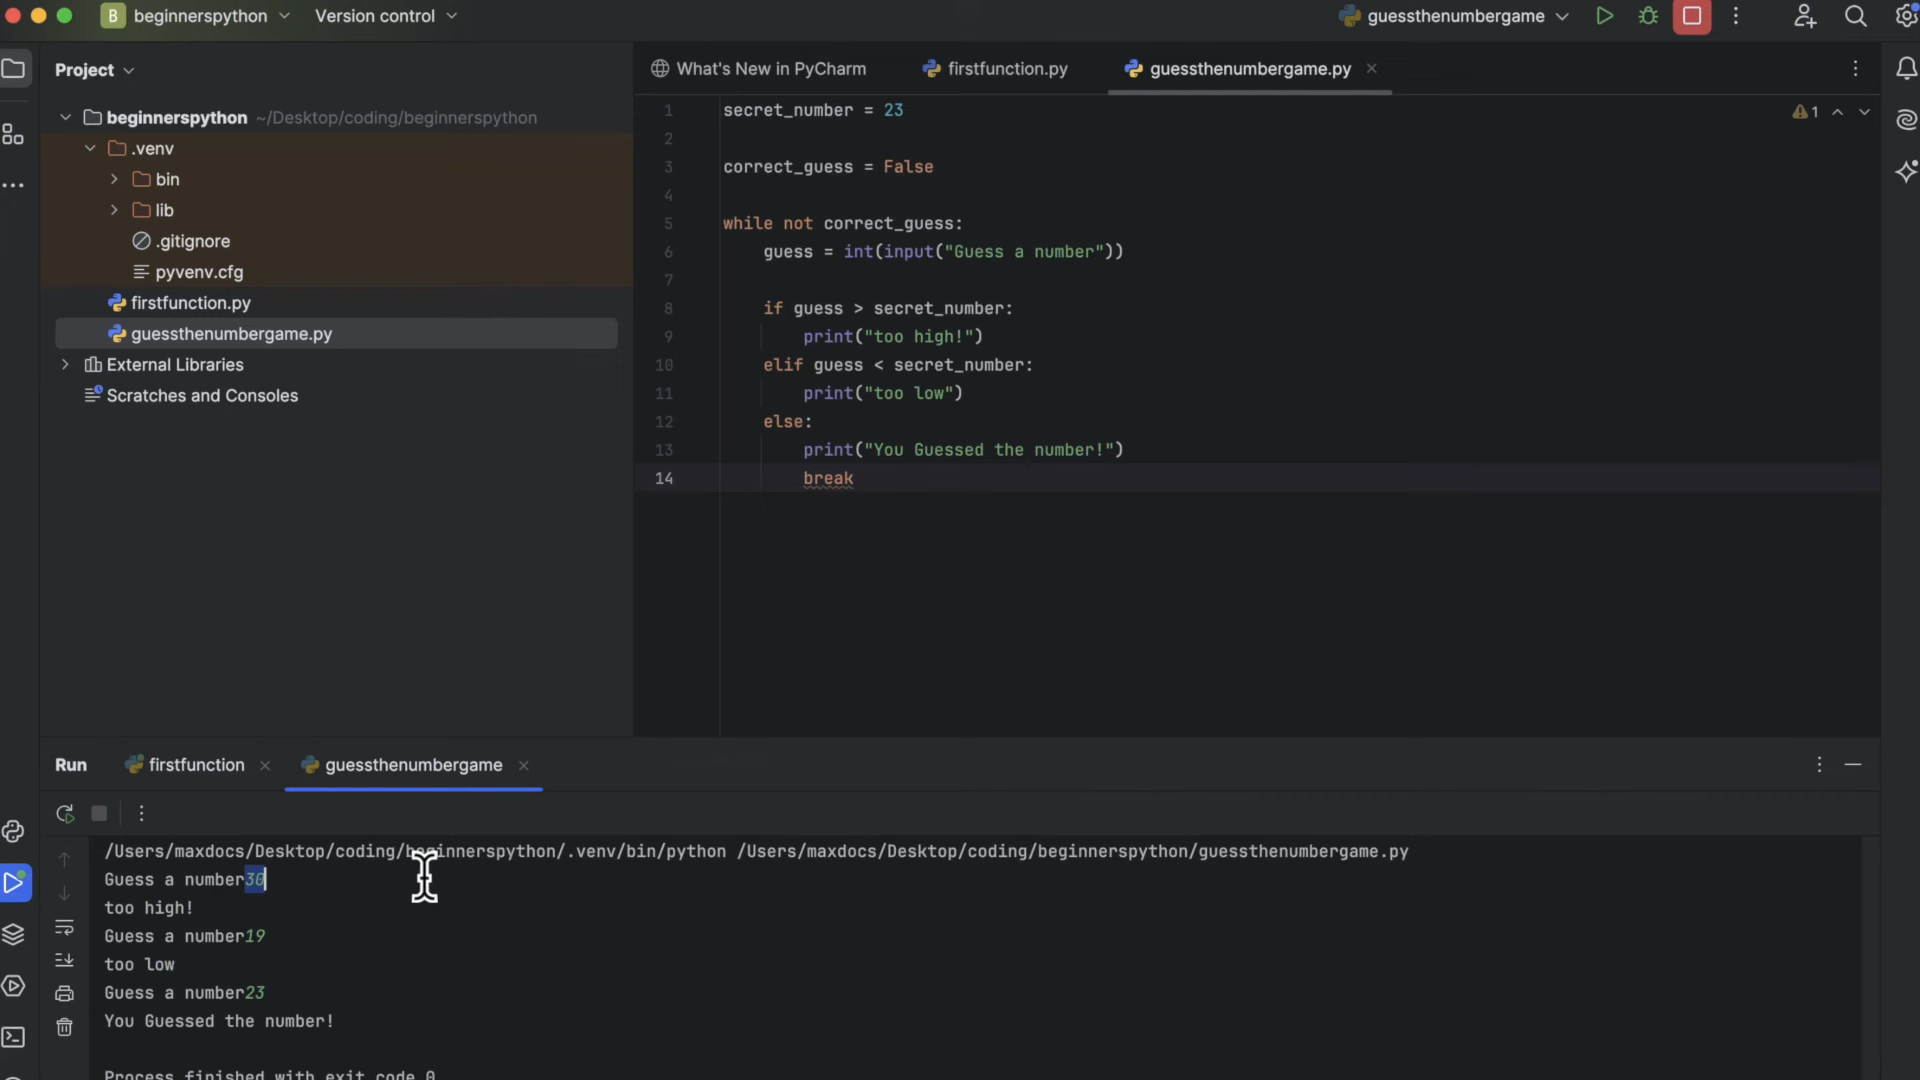 B beginnerspython Version control guessthenumbergame
Project
What's New in PyCharm firstfunction.py guessthenumbergame.py
beginnerspython ~/Desktop/coding/beginnerspython
.venv
bin
lib
.gitignore
pyvenv.cfg
firstfunction.py
guessthenumbergame.py
External Libraries
Scratches and Consoles
1 secret_number = 23
1
2
3 correct_guess = False
4
5 while not correct_guess:
6 guess = int(input("Guess a number"))
7
8 if guess > secret_number:
9 print("too high!")
10 elif guess < secret_number:
11 print("too low")
12 else:
13 print("You Guessed the number!")
14 break
Run firstfunction guessthenumbergame
/Users/maxdocs/Desktop/coding/beginnerspython/.venv/bin/python /Users/maxdocs/Desktop/coding/beginnerspython/guessthenumbergame.py
Guess a number30
too high!
Guess a number19
too low
Guess a number23
You Guessed the number!
Process finished with exit code 0